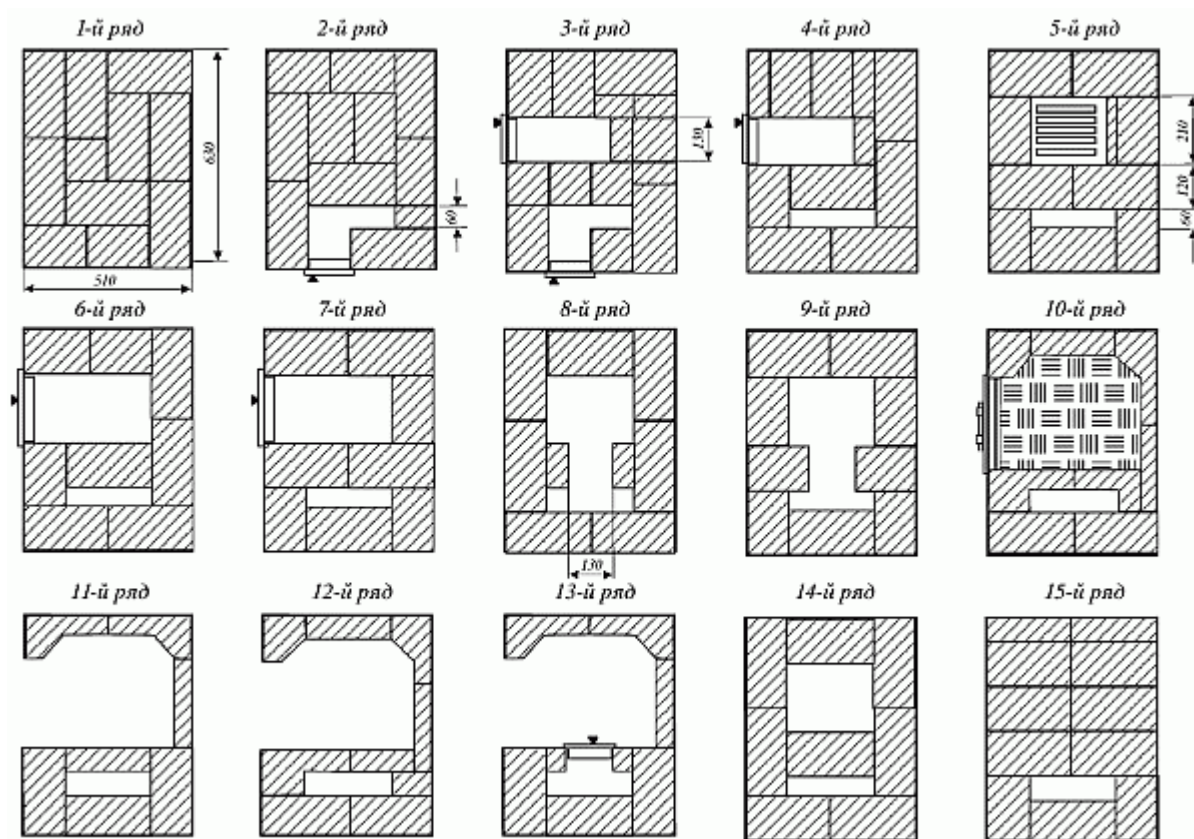 1-й ряд
2-й ряд
3-й ряд
4-й ряд
5-й ряд
630
510
60
130
210
120
60
6-й ряд
7-й ряд
8-й ряд
9-й ряд
10-й ряд
130
11-й ряд
12-й ряд
13-й ряд
14-й ряд
15-й ряд